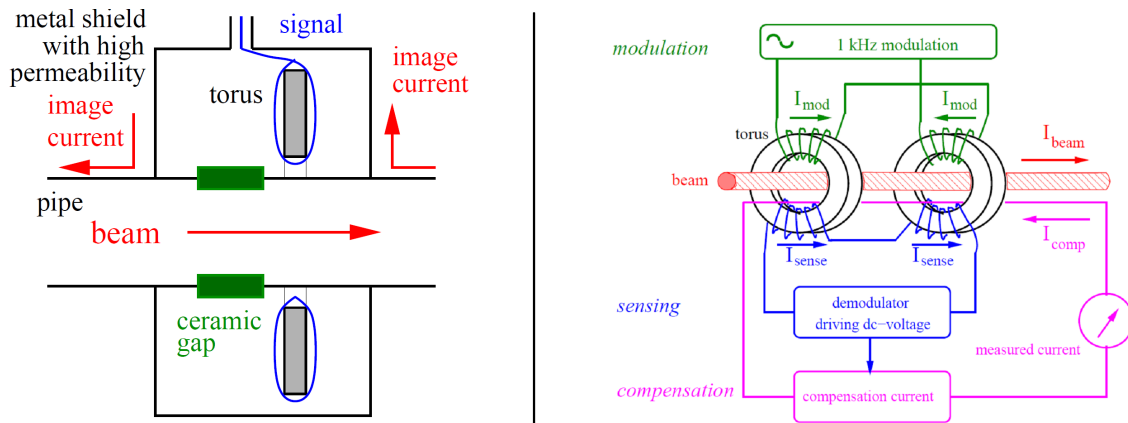 metal shield
with high
permeability
signal
image
current
torus
image
current
pipe
beam
ceramic
gap
modulation
1 kHz modulation
I_mod
I_mod
torus
I_beam
beam
I_comp
I_sense
I_sense
sensing
demodulator
driving dc−voltage
measured current
compensation
compensation current